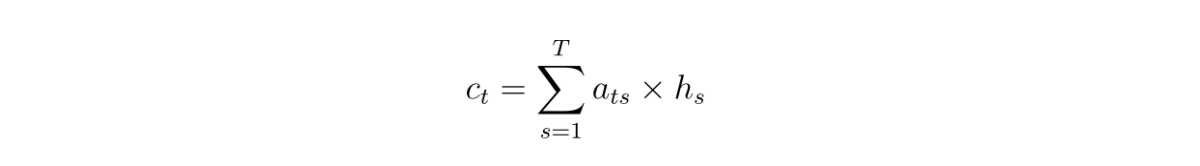 c_t = \sum_{s=1}^{T} a_{ts} \times h_s